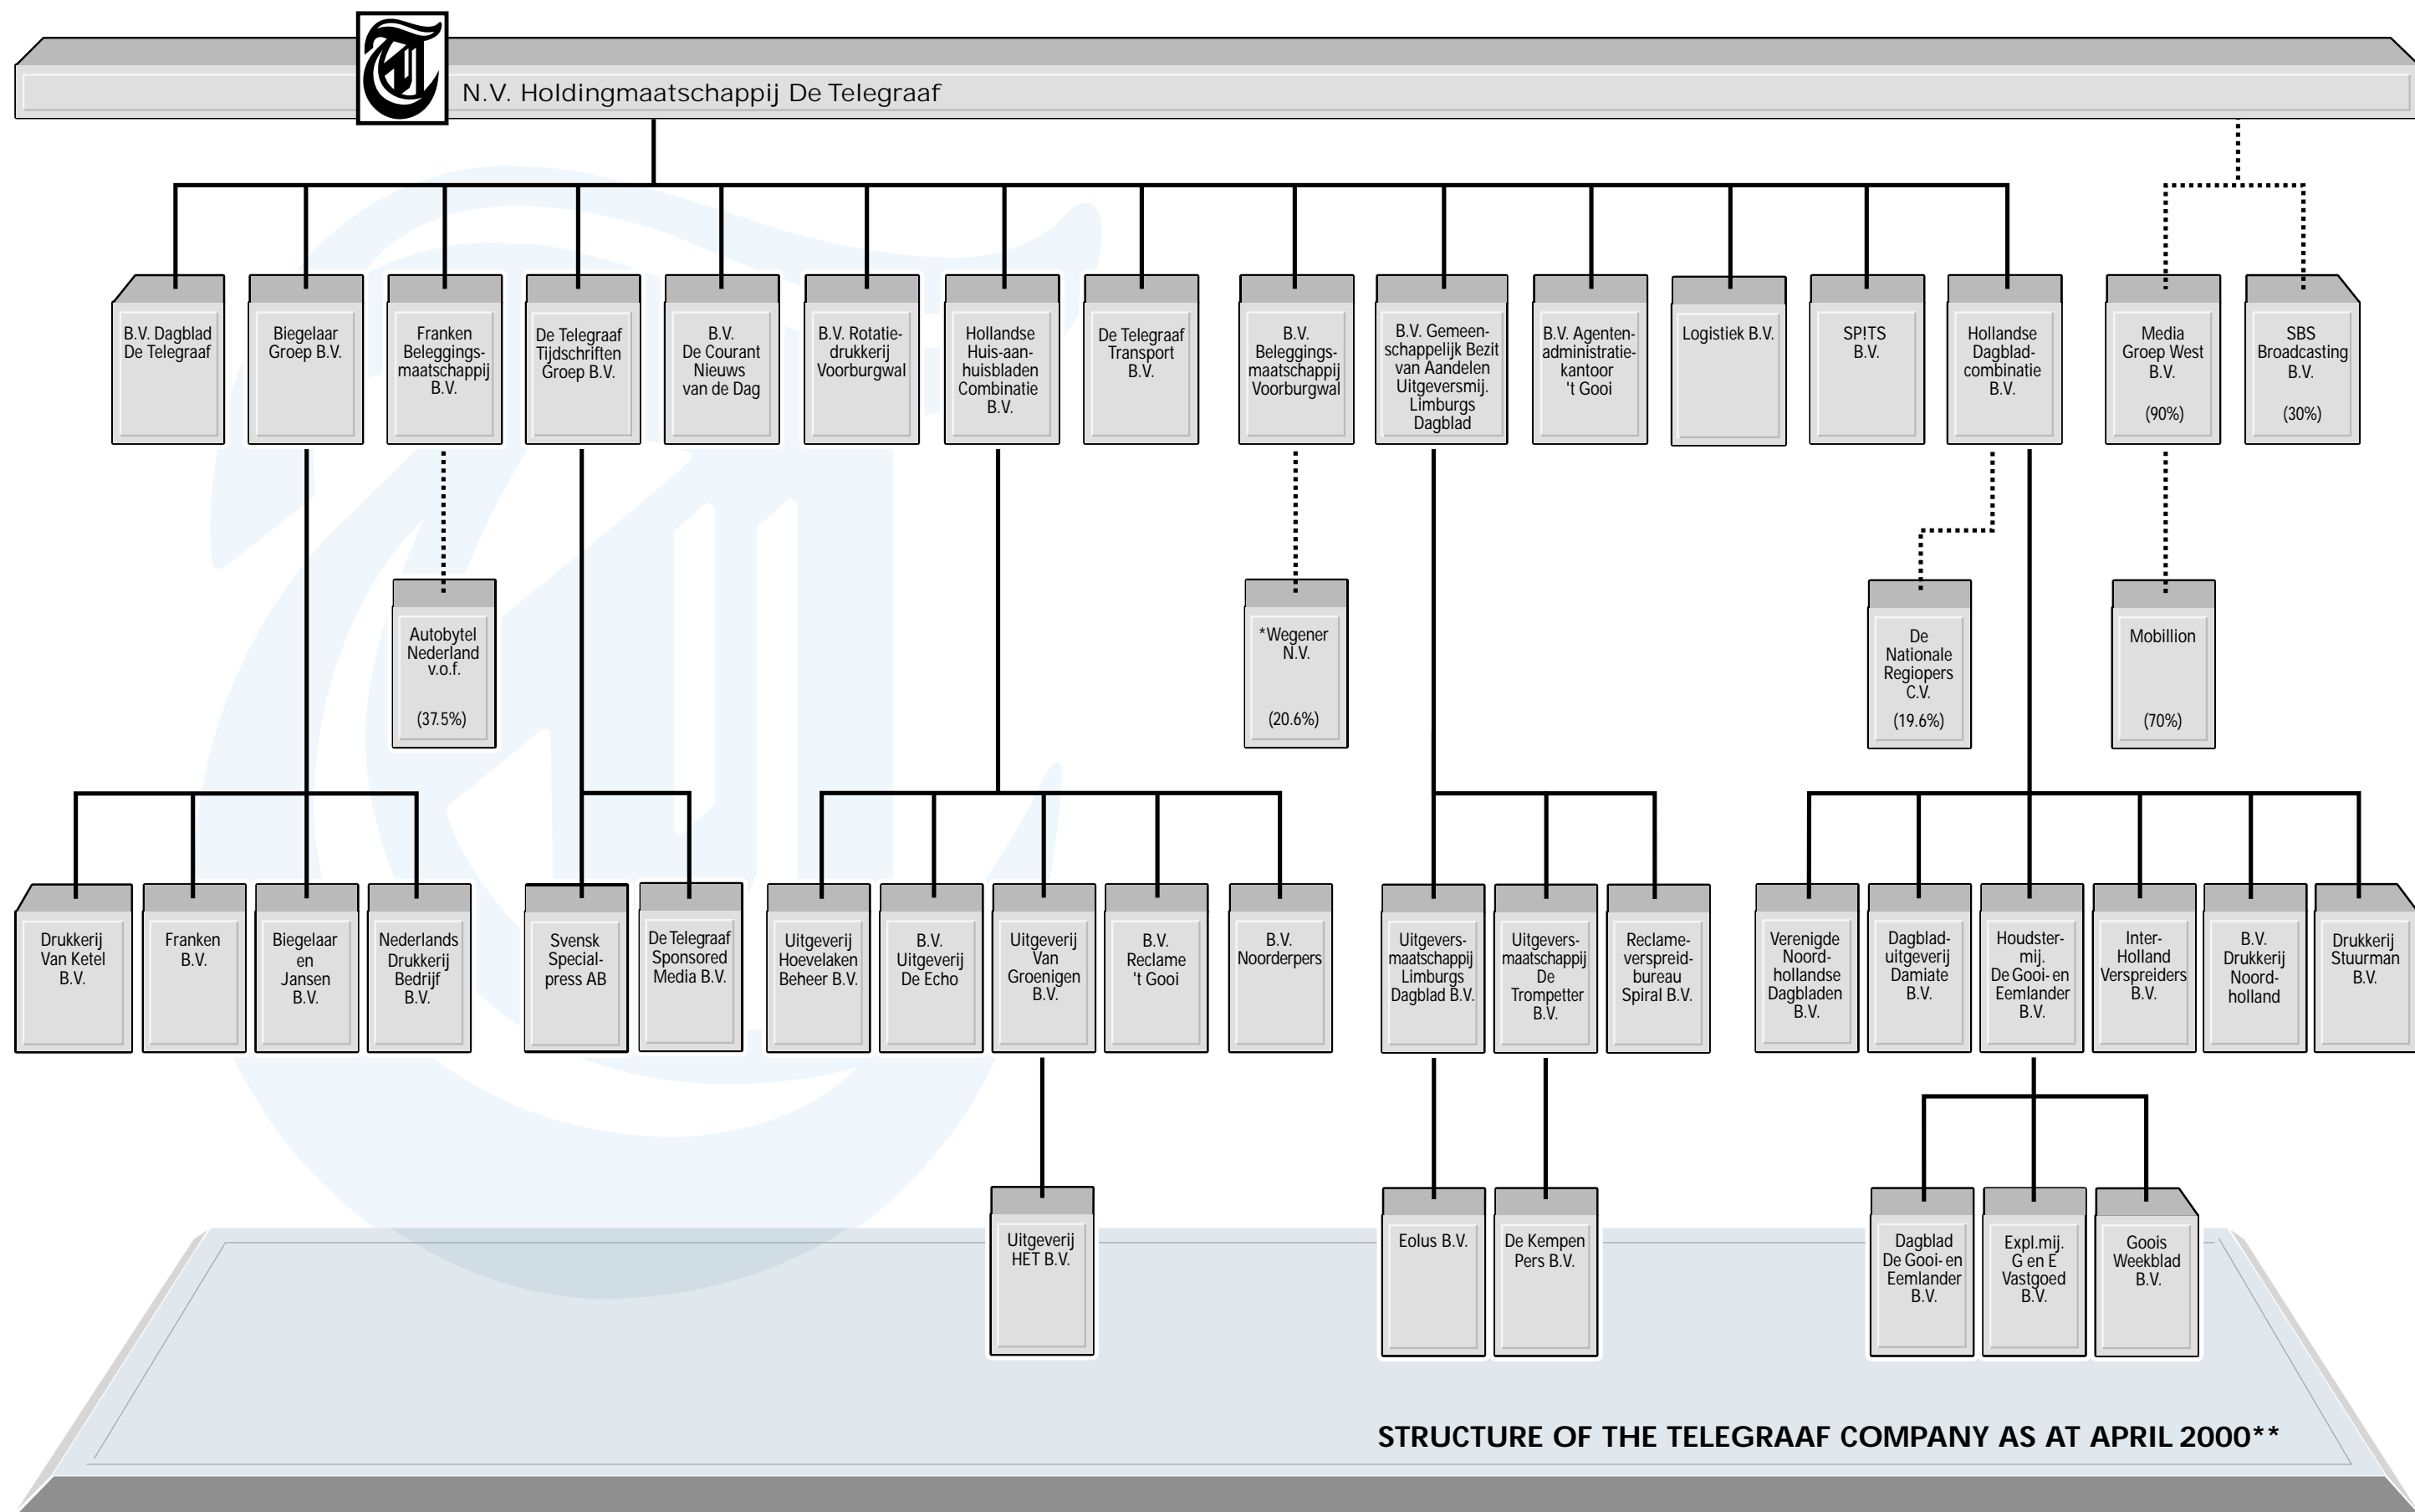 N.V. Holdingmaatschappij De Telegraaf
B.V. Dagblad
De Telegraaf
Biegelaar
Groep B.V.
Franken
Beleggings-
maatschappij
B.V.
De Telegraaf
Tijdschriften
Groep B.V.
B.V.
De Courant
Nieuws
van de Dag
B.V. Rotatie-
drukkerij
Voorburgwal
Hollandse
Huis-aan-
huisbladen
Combinatie
B.V.
De Telegraaf
Transport
B.V.
B.V.
Beleggings-
maatschappij
Voorburgwal
B.V. Gemeen-
schappelijk Bezit
van Aandelen
Uitgeversmij.
Limburgs
Dagblad
B.V. Agenten-
administratie-
kantoor
't Gooi
Logistiek B.V.
SP!TS
B.V.
Hollandse
Dagblad-
combinatie
B.V.
Media
Groep West
B.V.
(90%)
SBS
Broadcasting
B.V.
(30%)
Autobytel
Nederland
v.o.f.
(37.5%)
*Wegener
N.V.
(20.6%)
De
Nationale
Regiopers
C.V.
(19.6%)
Mobillion
(70%)
Drukkerij
Van Ketel
B.V.
Franken
B.V.
Biegelaar
en
Jansen
B.V.
Nederlands
Drukkerij
Bedrijf
B.V.
Svensk
Special-
press AB
De Telegraaf
Sponsored
Media B.V.
Uitgeverij
Hoevelaken
Beheer B.V.
B.V.
Uitgeverij
De Echo
Uitgeverij
Van
Groenigen
B.V.
B.V.
Reclame
't Gooi
B.V.
Noorderpers
Uitgevers-
maatschappij
Limburgs
Dagblad B.V.
Uitgevers-
maatschappij
De
Trompetter
B.V.
Reclame-
verspreid-
bureau
Spiral B.V.
Verenigde
Noord-
hollandse
Dagbladen
B.V.
Dagblad-
uitgeverij
Damiate
B.V.
Houdster-
mij.
De Gooi- en
Eemlander
B.V.
Inter-
Holland
Verspreiders
B.V.
B.V.
Drukkerij
Noord-
holland
Drukkerij
Stuurman
B.V.
Uitgeverij
HET B.V.
Eolus B.V.
De Kempen
Pers B.V.
Dagblad
De Gooi- en
Eemlander
B.V.
Expl.mij.
G en E
Vastgoed
B.V.
Goois
Weekblad
B.V.
STRUCTURE OF THE TELEGRAAF COMPANY AS AT APRIL 2000**